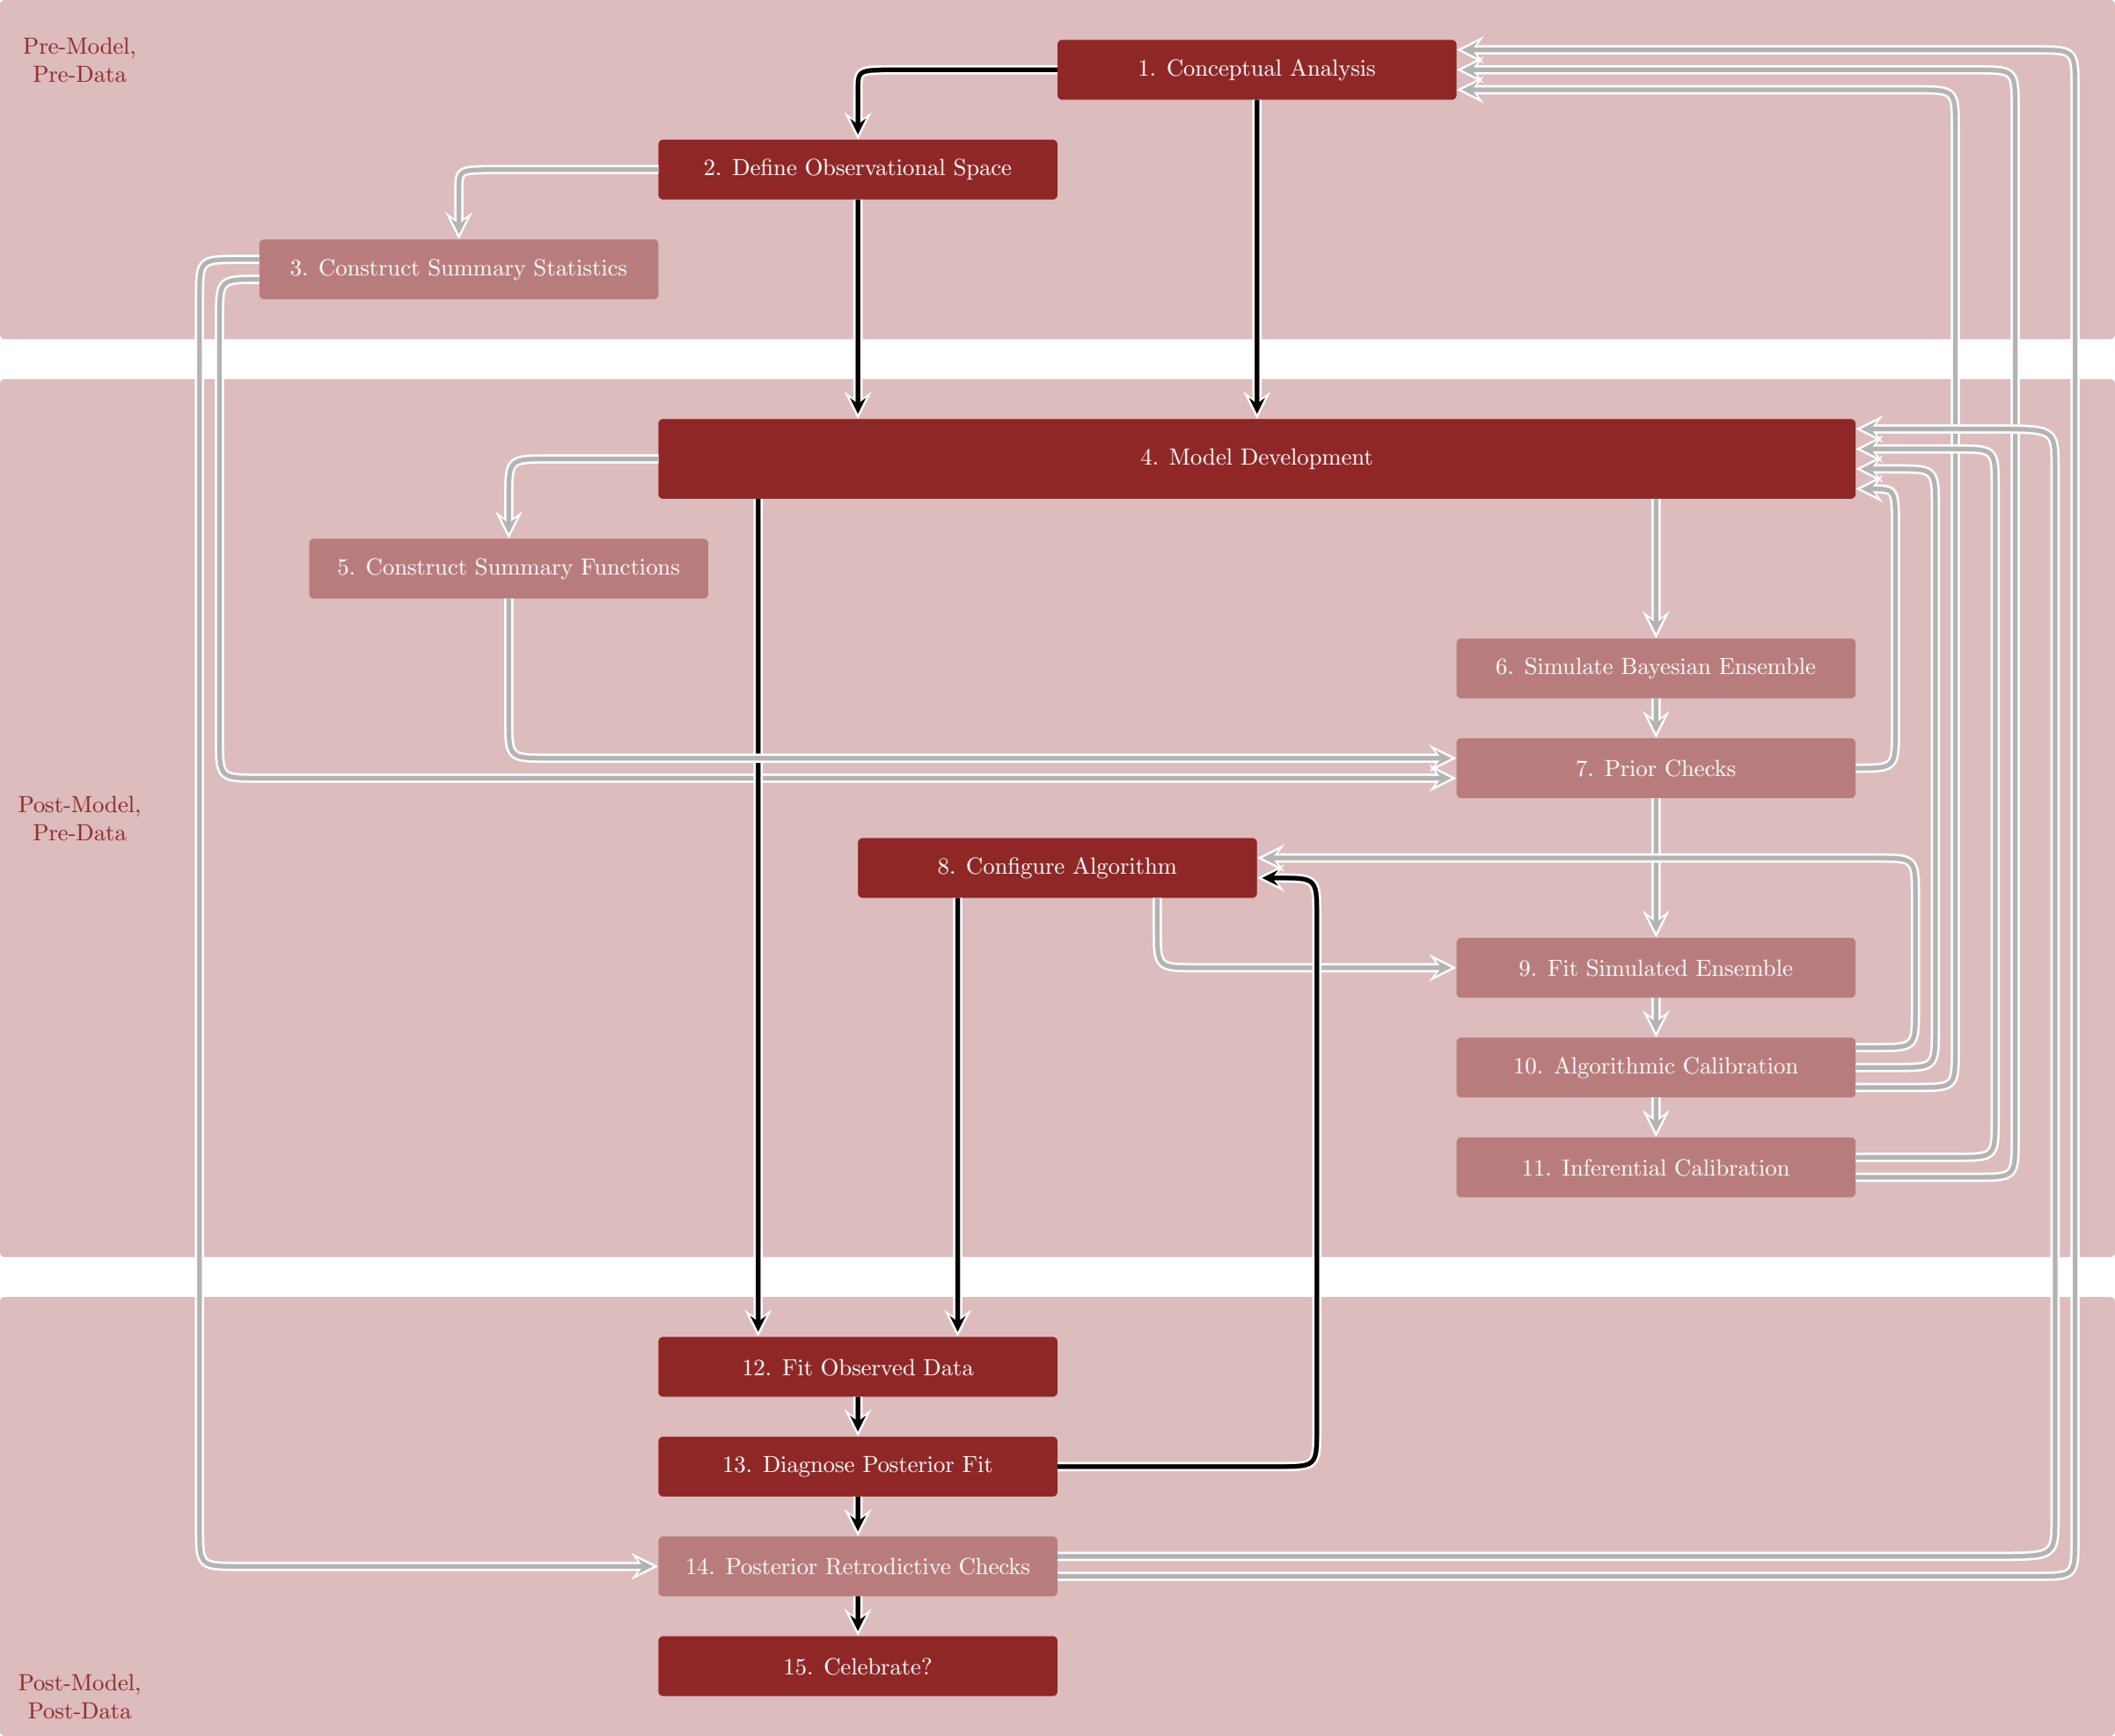 Pre-Model,
Pre-Data
1. Conceptual Analysis
2. Define Observational Space
3. Construct Summary Statistics
4. Model Development
5. Construct Summary Functions
6. Simulate Bayesian Ensemble
7. Prior Checks
Post-Model,
Pre-Data
8. Configure Algorithm
9. Fit Simulated Ensemble
10. Algorithmic Calibration
11. Inferential Calibration
12. Fit Observed Data
13. Diagnose Posterior Fit
14. Posterior Retrodictive Checks
15. Celebrate?
Post-Model,
Post-Data